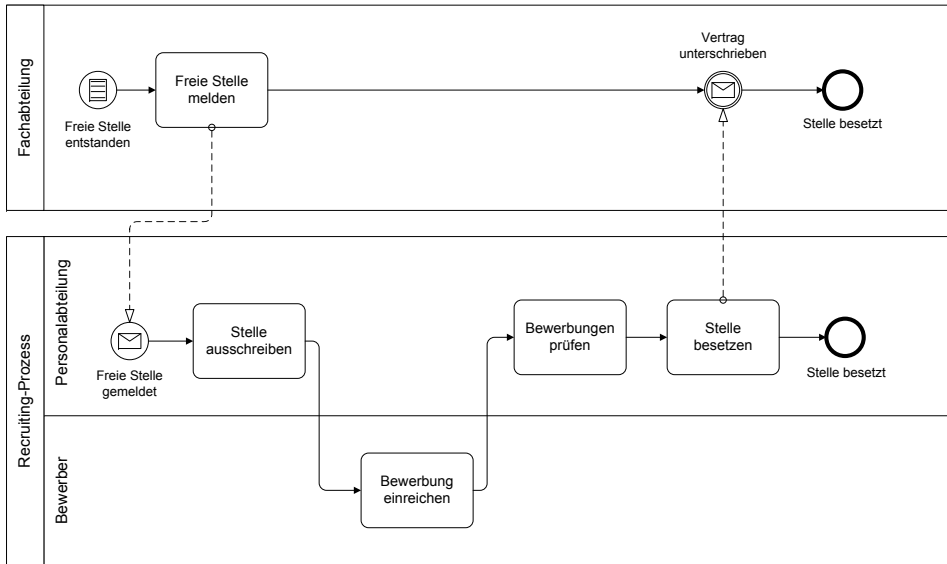 Fachabteilung
Freie Stelle
entstanden
Freie Stelle
melden
Vertrag
unterschrieben
Stelle besetzt
Recruiting-Prozess
Personalabteilung
Freie Stelle
gemeldet
Stelle
ausschreiben
Bewerbungen
prüfen
Stelle
besetzen
Stelle besetzt
Bewerber
Bewerbung
einreichen